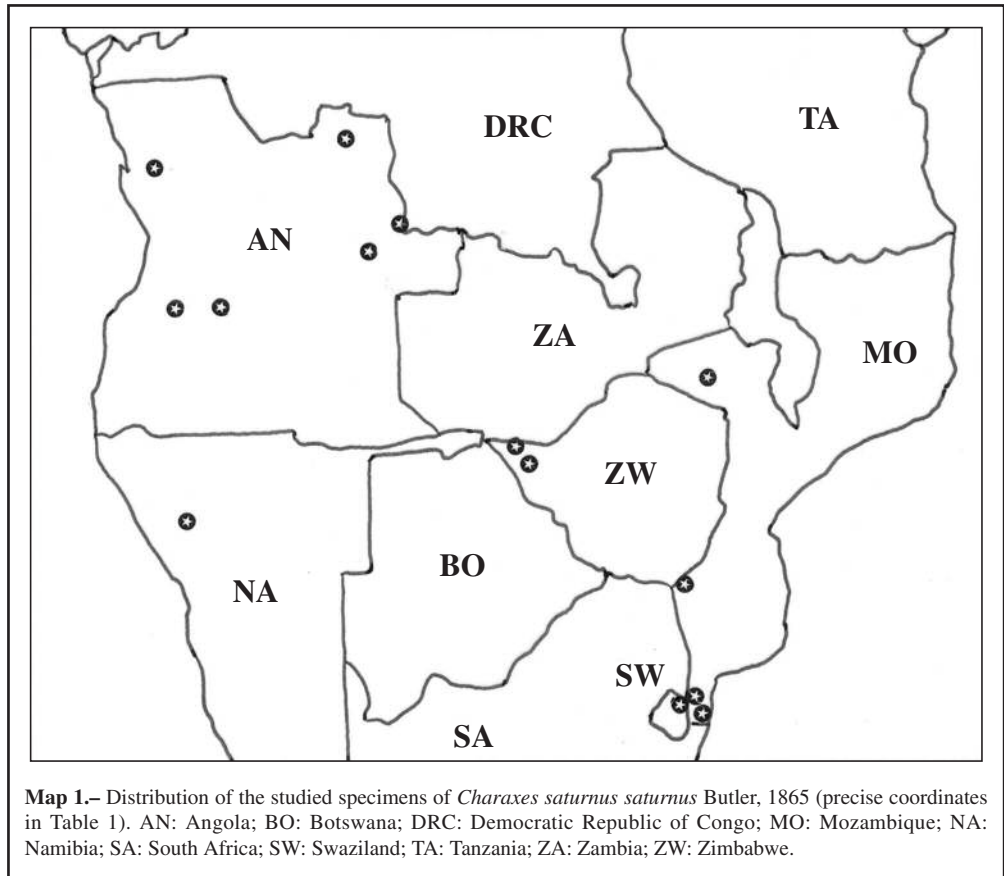 DRC
TA
AN
ZA
MO
ZW
BO
NA
SW
SA
Map 1.– Distribution of the studied specimens of Charaxes saturnus saturnus Butler, 1865 (precise coordinates
in Table 1). AN: Angola; BO: Botswana; DRC: Democratic Republic of Congo; MO: Mozambique; NA:
Namibia; SA: South Africa; SW: Swaziland; TA: Tanzania; ZA: Zambia; ZW: Zimbabwe.